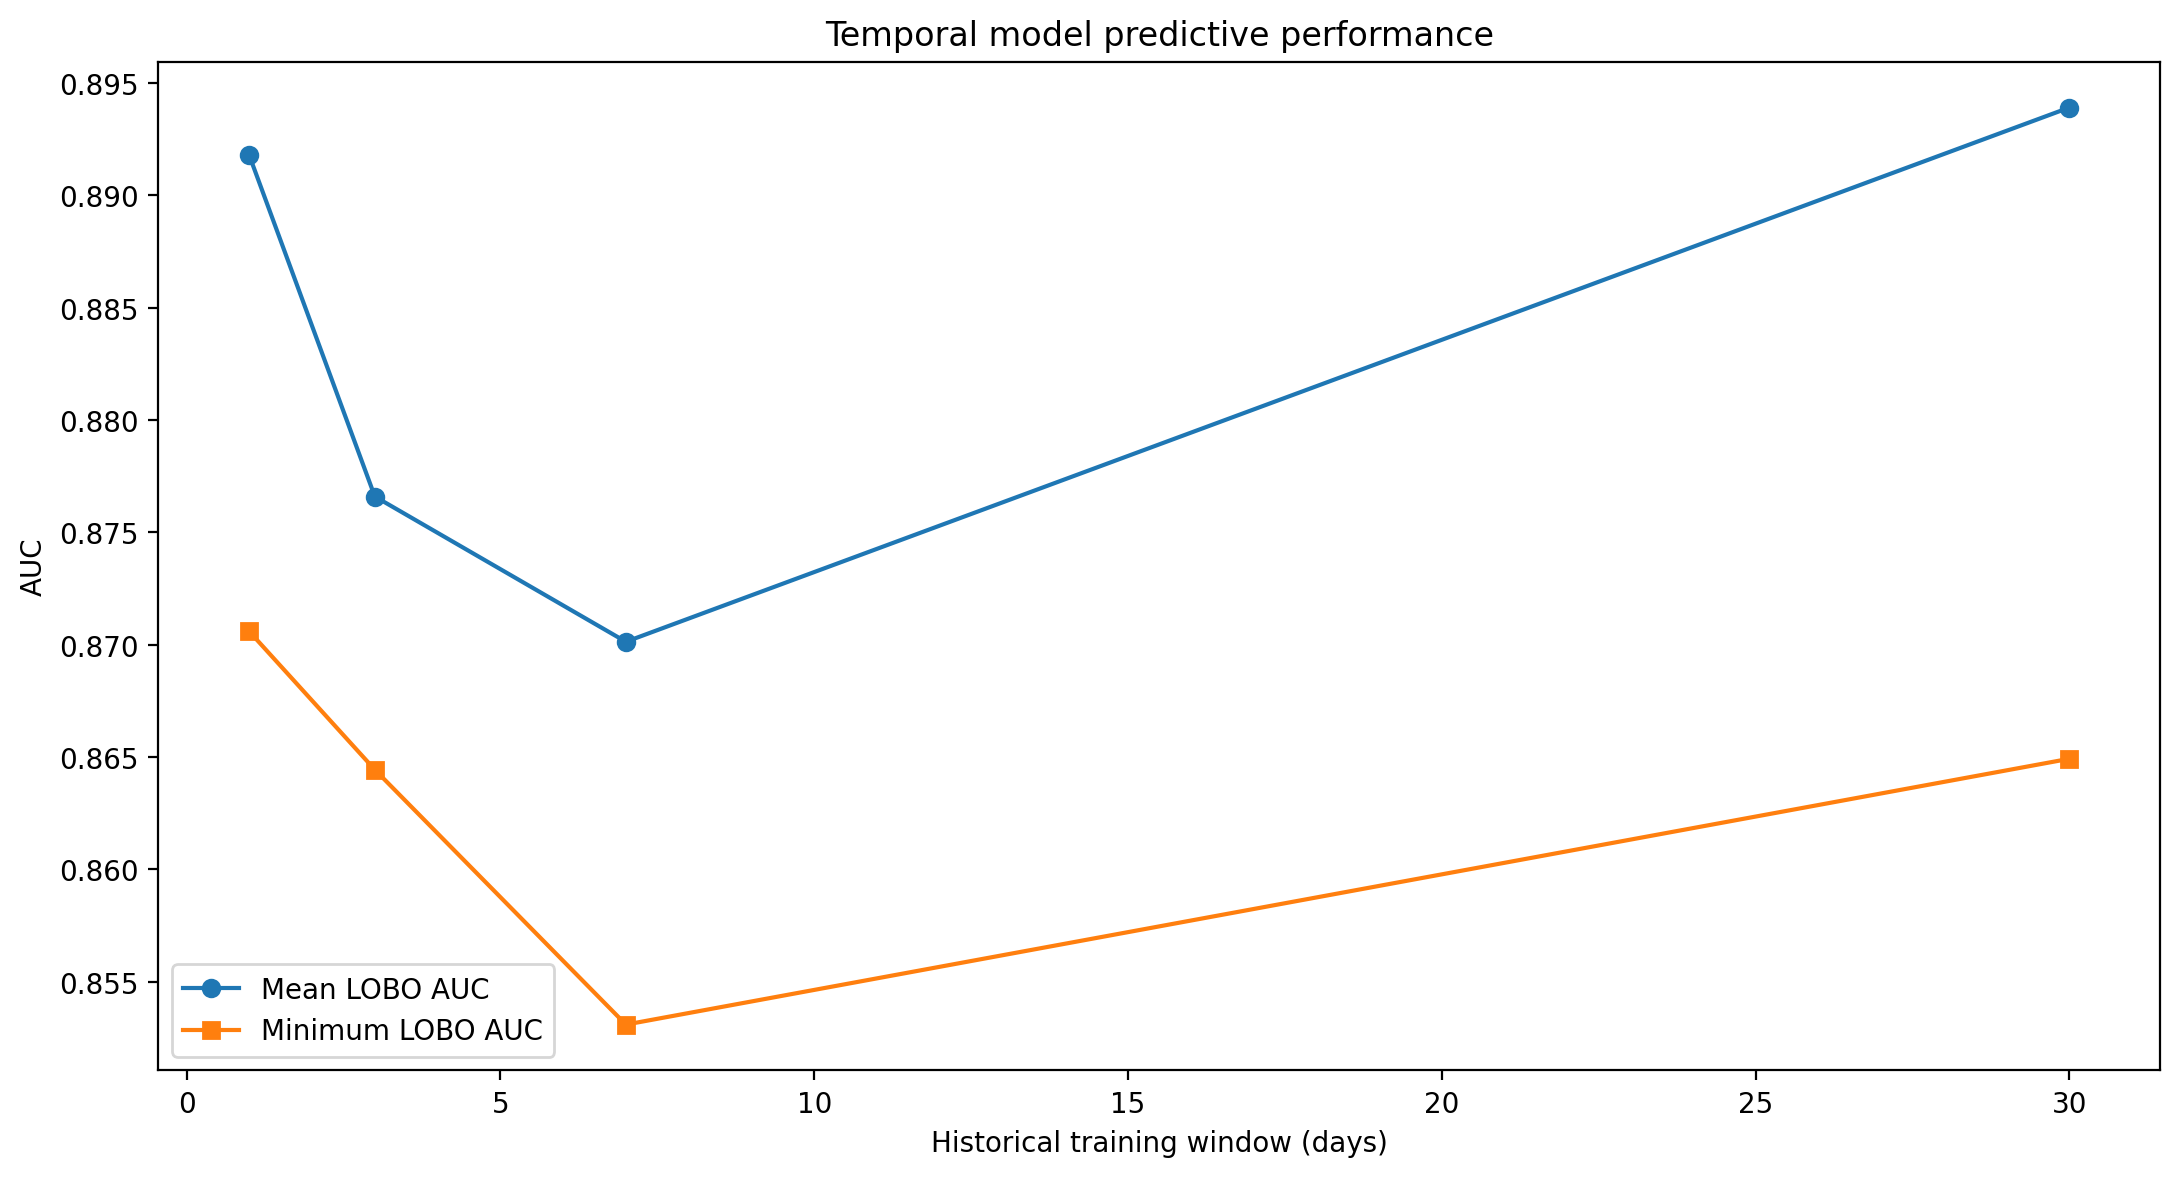 Temporal model predictive performance
0.895
0.890
0.885
0.880
0.875
0.870
0.865
0.860
0.855
AUC
Mean LOBO AUC
Minimum LOBO AUC
0 5 10 15 20 25 30
Historical training window (days)